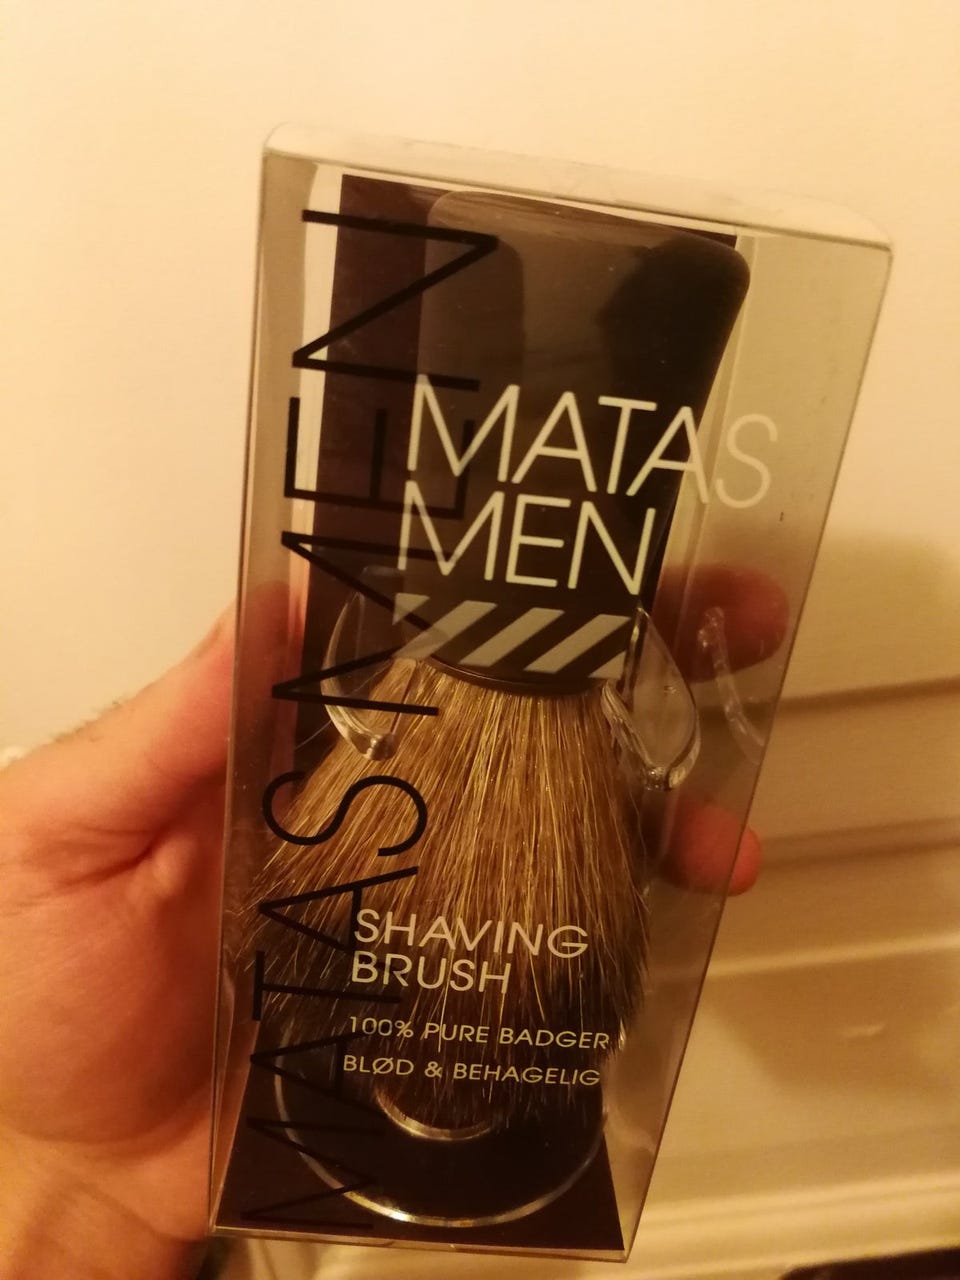 MATAS
MEN
SHAVING
BRUSH
100% PURE BADGER
BLØD & BEHAGELIG
MATAS MEN